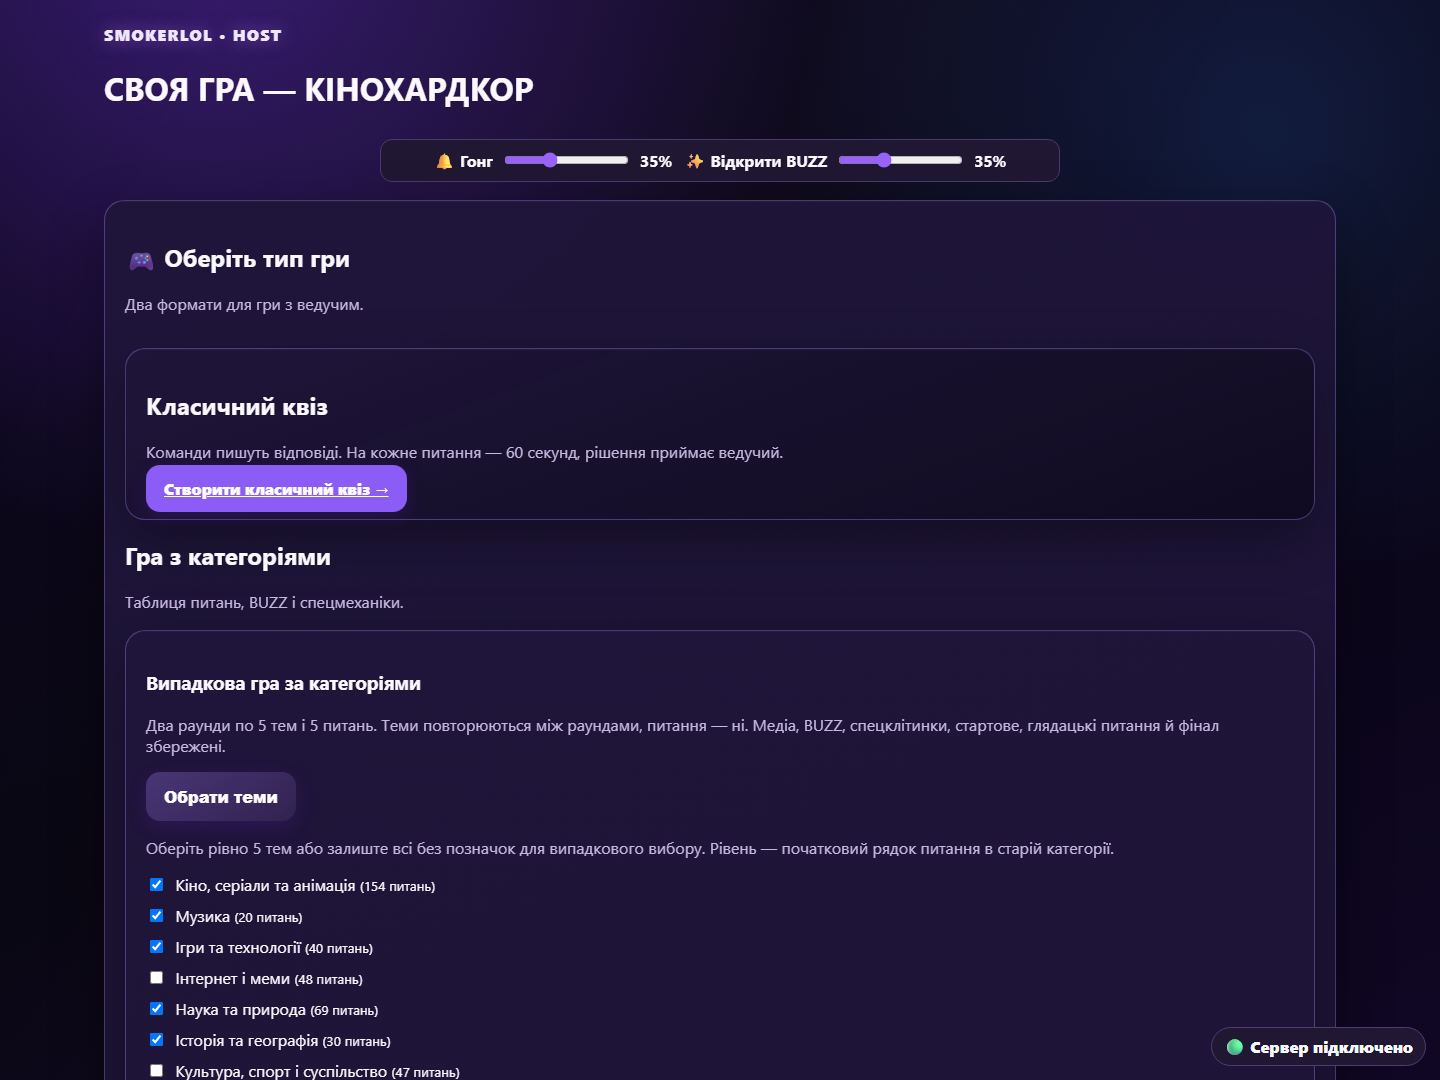 SMOKERLOL • HOST
СВОЯ ГРА — КІНОХАРДКОР
🔔 Гонг 35% ✨ Відкрити BUZZ 35%
🎮 Оберіть тип гри
Два формати для гри з ведучим.
Класичний квіз
Команди пишуть відповіді. На кожне питання — 60 секунд, рішення приймає ведучий.
Створити класичний квіз →
Гра з категоріями
Таблиця питань, BUZZ і спецмеханіки.
Випадкова гра за категоріями
Два раунди по 5 тем і 5 питань. Теми повторюються між раундами, питання — ні. Медіа, BUZZ, спецклітинки, стартове, глядацькі питання й фінал
збережені.
Обрати теми
Оберіть рівно 5 тем або залиште всі без позначок для випадкового вибору. Рівень — початковий рядок питання в старій категорії.
Кіно, серіали та анімація (154 питань)
Музика (20 питань)
Ігри та технології (40 питань)
Інтернет і меми (48 питань)
Наука та природа (69 питань)
Історія та географія (30 питань)
Культура, спорт і суспільство (47 питань)
Сервер підключено